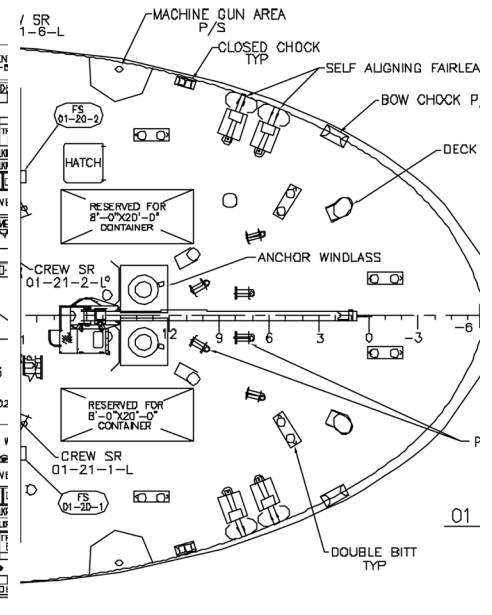 SR
1-6-L
MACHINE GUN AREA
P/S
CLOSED CHOCK
TYP
SELF ALIGNING FAIRLEA
BOW CHOCK P/
DECK
FS
01-20-2
HATCH
RESERVED FOR
8'-0"X20'-0"
CONTAINER
ANCHOR WINDLASS
CREW SR
01-21-2-L
12 9 6 3 0 -3 -6
RESERVED FOR
8'-0"X20'-0"
CONTAINER
CREW SR
01-21-1-L
P
FS
01-20-1
01
DOUBLE BITT
TYP